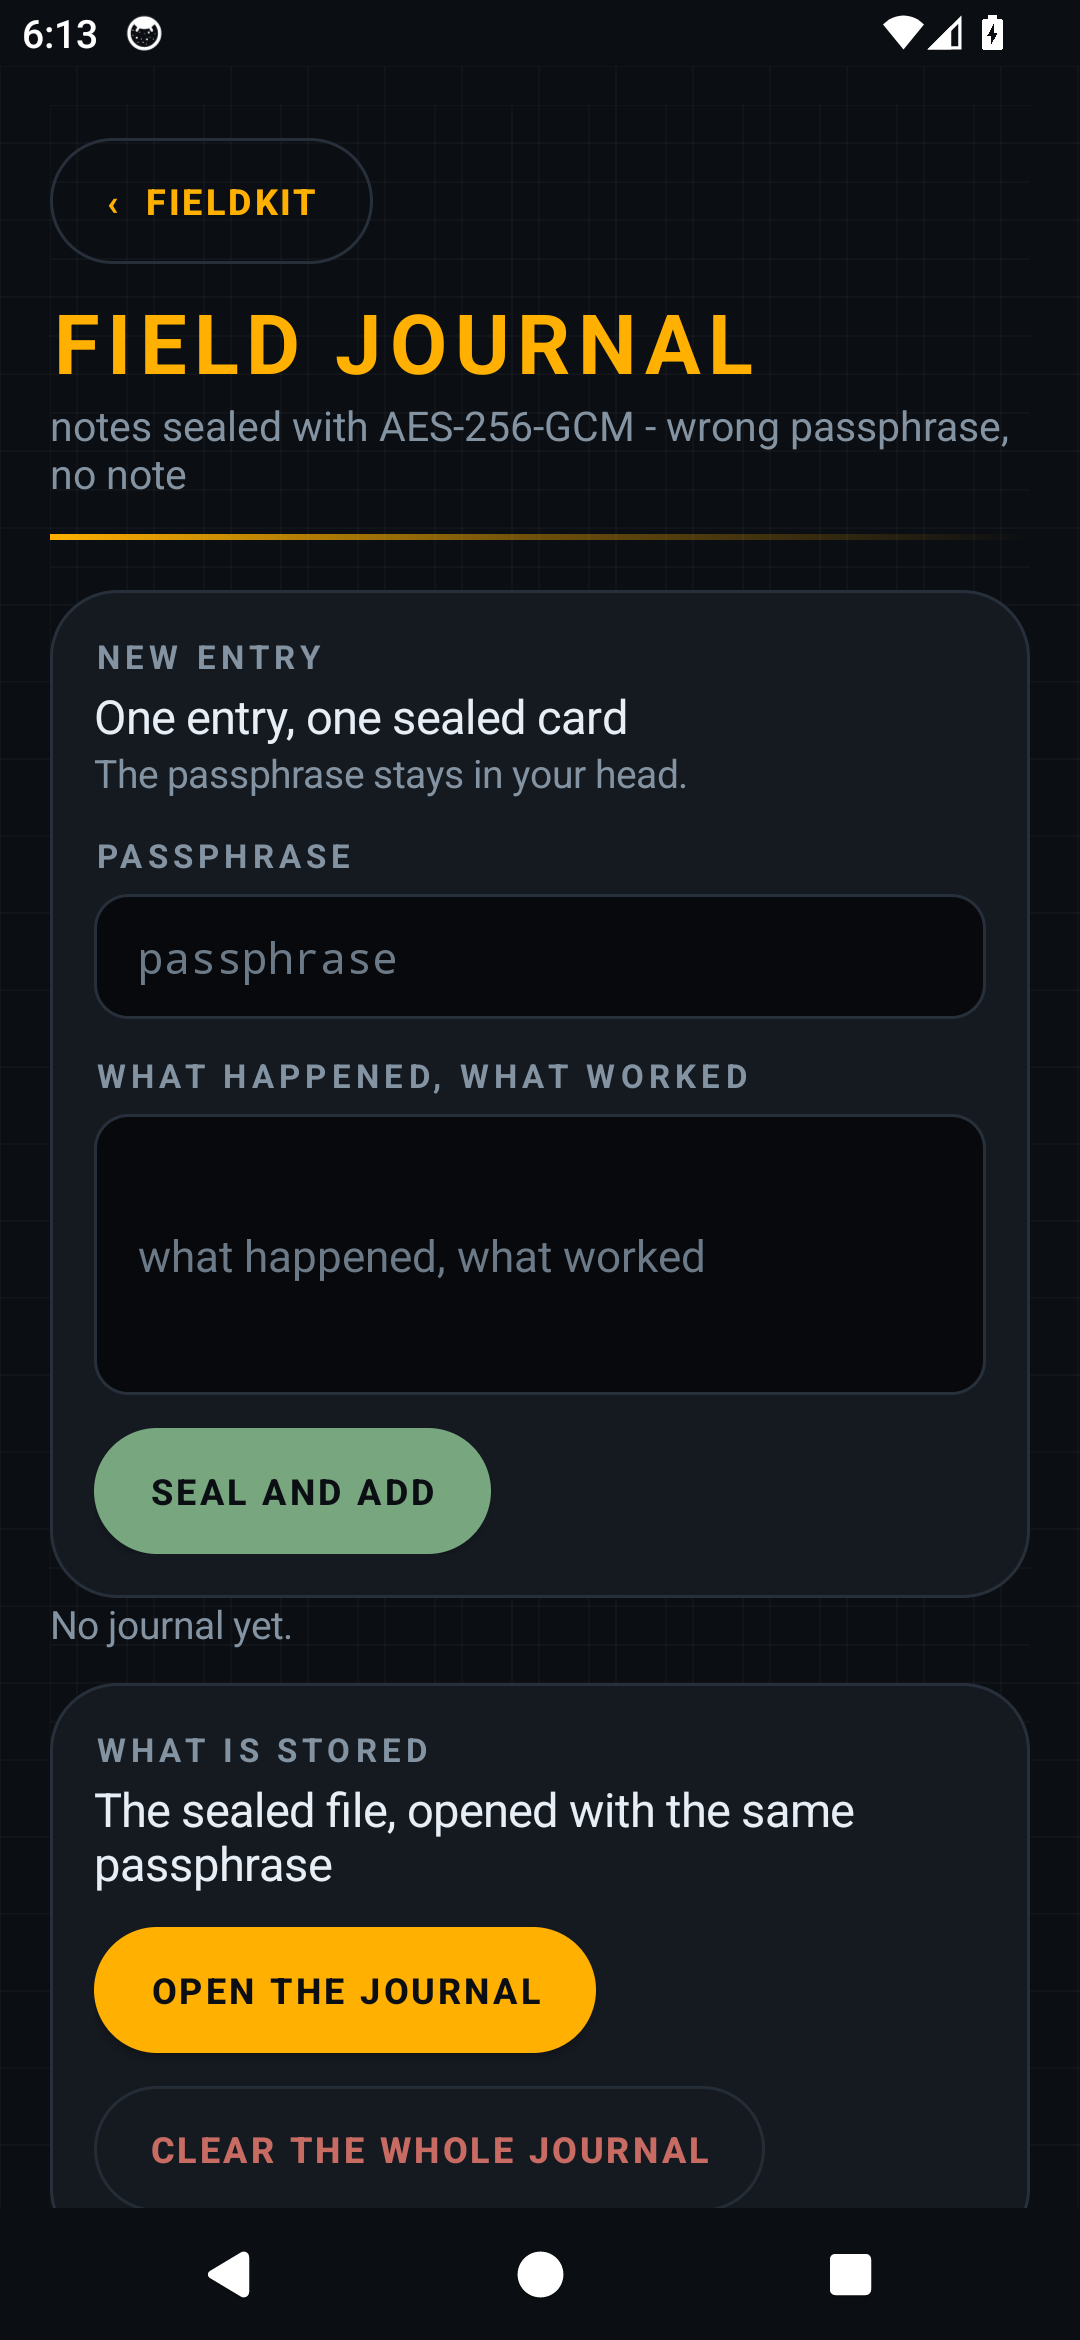 6:13
‹ FIELDKIT
FIELD JOURNAL
notes sealed with AES-256-GCM - wrong passphrase,
no note
NEW ENTRY
One entry, one sealed card
The passphrase stays in your head.
PASSPHRASE
passphrase
WHAT HAPPENED, WHAT WORKED
what happened, what worked
SEAL AND ADD
No journal yet.
WHAT IS STORED
The sealed file, opened with the same
passphrase
OPEN THE JOURNAL
CLEAR THE WHOLE JOURNAL